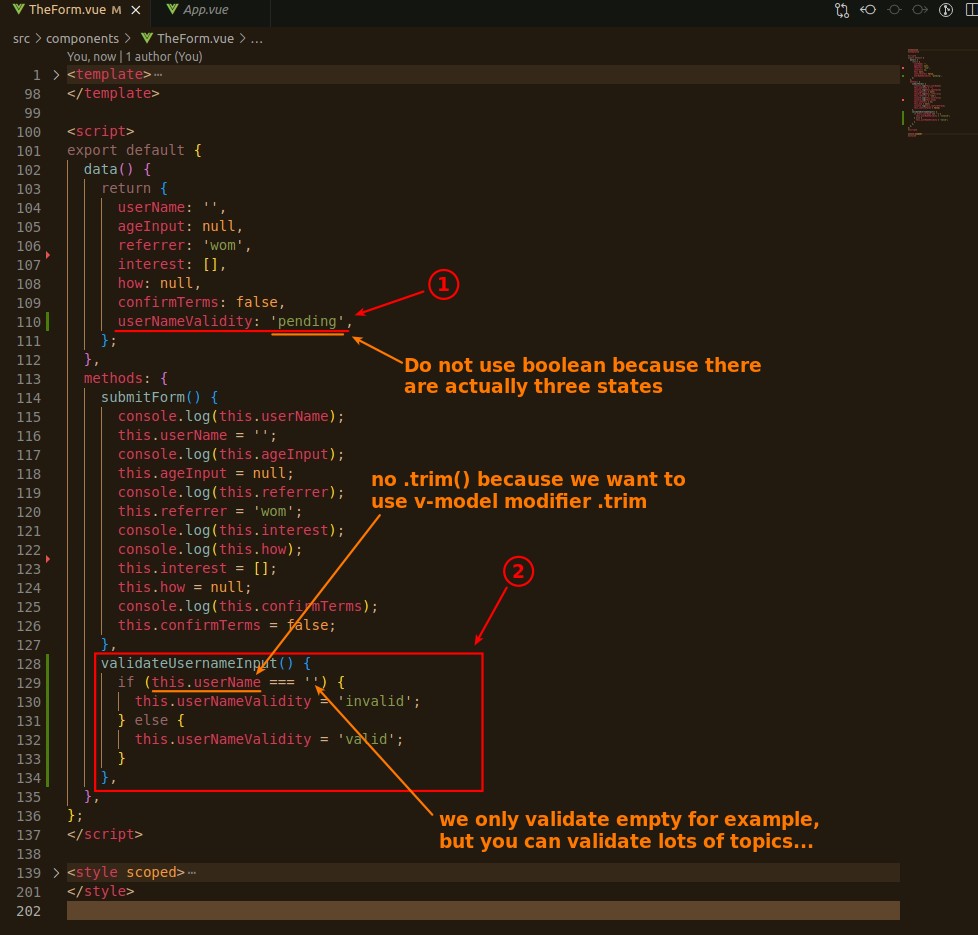 TheForm.vue M ✕ App.vue
src > components > TheForm.vue > ...
You, now | 1 author (You)
1 > <template>…
98 </template>
99
100 <script>
101 export default {
102 data() {
103 return {
104 userName: '',
105 ageInput: null,
106 referrer: 'wom',
107 interest: [],
108 how: null,
109 confirmTerms: false,
1
110 userNameValidity: 'pending',
111 };
Do not use boolean because there
are actually three states
112 },
113 methods: {
114 submitForm() {
115 console.log(this.userName);
116 this.userName = '';
117 console.log(this.ageInput);
118 this.ageInput = null;
119 console.log(this.referrer);
120 this.referrer = 'wom';
no .trim() because we want to
use v-model modifier .trim
121 console.log(this.interest);
122 console.log(this.how);
123 this.interest = [];
124 this.how = null;
125 console.log(this.confirmTerms);
126 this.confirmTerms = false;
2
127 },
128 validateUsernameInput() {
129 if (this.userName === '') {
130 this.userNameValidity = 'invalid';
131 } else {
132 this.userNameValidity = 'valid';
133 }
134 },
135 },
136 };
137 </script>
we only validate empty for example,
but you can validate lots of topics...
138
139 > <style scoped>…
201 </style>
202